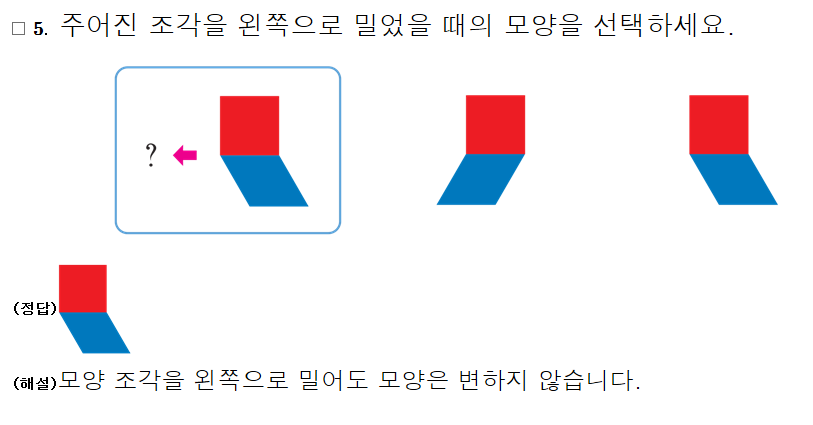 □ 5. 주어진 조각을 왼쪽으로 밀었을 때의 모양을 선택하세요.
?
(정답)
(해설)모양 조각을 왼쪽으로 밀어도 모양은 변하지 않습니다.